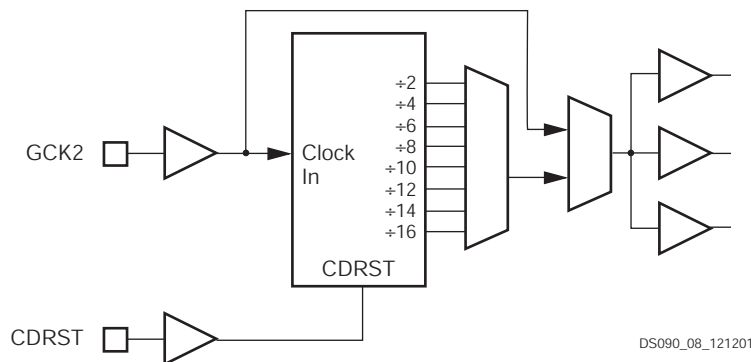 ÷2
÷4
÷6
÷8
÷10
÷12
÷14
÷16
GCK2
Clock
In
CDRST
CDRST
DS090_08_121201